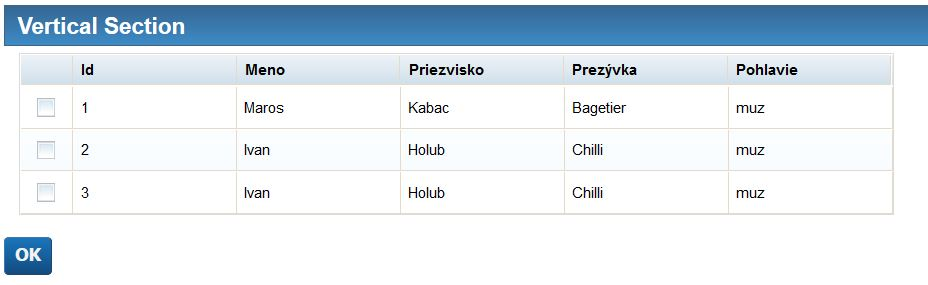 Vertical Section
Id Meno Priezvisko Prezývka Pohlavie
1 Maros Kabac Bagetier muz
2 Ivan Holub Chilli muz
3 Ivan Holub Chilli muz
OK